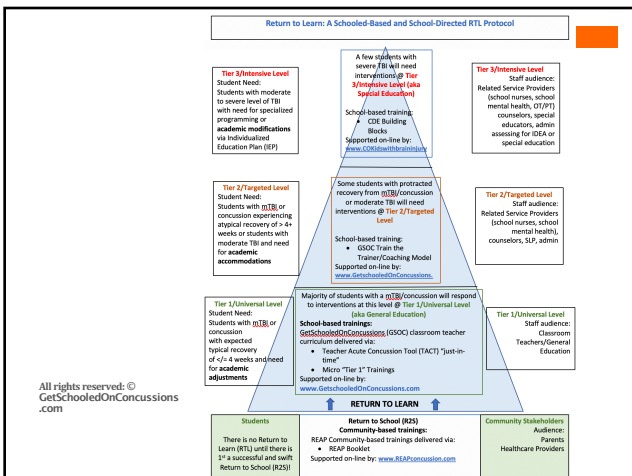 Return to Learn: A Schooled-Based and School-Directed RTL Protocol
Tier 3/Intensive Level
Student Need:
Students with moderate
to severe level of TBI
with need for specialized
programming or
academic modifications
via Individualized
Education Plan (IEP)
A few students with
severe TBI will need
interventions @ Tier
3/Intensive Level (aka
Special Education)
School-based training:
• CDE Building
Blocks
Supported on-line by:
www.COKidswithbraininjury
Tier 3/Intensive Level
Staff audience:
Related Service Providers
(school nurses, school
mental health, OT/PT)
counselors, special
educators, admin
assessing for IDEA or
special education
Tier 2/Targeted Level
Student Need:
Students with mTBI or
concussion experiencing
atypical recovery of > 4+
weeks or students with
moderate TBI and need
for academic
accommodations
Some students with protracted
recovery from mTBI/concussion
or moderate TBI will need
interventions @ Tier 2/Targeted
Level
School-based training:
• GSOC Train the
Trainer/Coaching Model
Supported on-line by:
www.GetschooledOnConcussions.
Tier 2/Targeted Level
Staff audience:
Related Service Providers
(school nurses, school
mental health),
counselors, SLP, admin
Tier 1/Universal Level
Student Need:
Students with mTBI or
concussion
with expected
typical recovery
of </= 4 weeks and need
for academic
adjustments
Majority of students with a mTBI/concussion will respond
to interventions at this level @ Tier 1/Universal Level
(aka General Education)
School-based trainings:
GetSchooledOnConcussions (GSOC) classroom teacher
curriculum delivered via:
• Teacher Acute Concussion Tool (TACT) "just-in-
time"
• Micro "Tier 1" Trainings
Supported on-line by:
www.GetschooledOnConcussions.com
Tier 1/Universal Level
Staff audience:
Classroom
Teachers/General
Education
RETURN TO LEARN
All rights reserved: ©
GetSchooledOnConcussions
.com
Students
There is no Return to
Learn (RTL) until there is
1st a successful and swift
Return to School (R2S)!
Return to School (R2S)
Community-based trainings:
REAP Community-based trainings delivered via:
• REAP Booklet
Supported on-line by: www.REAPconcussion.com
Community Stakeholders
Audience:
Parents
Healthcare Providers